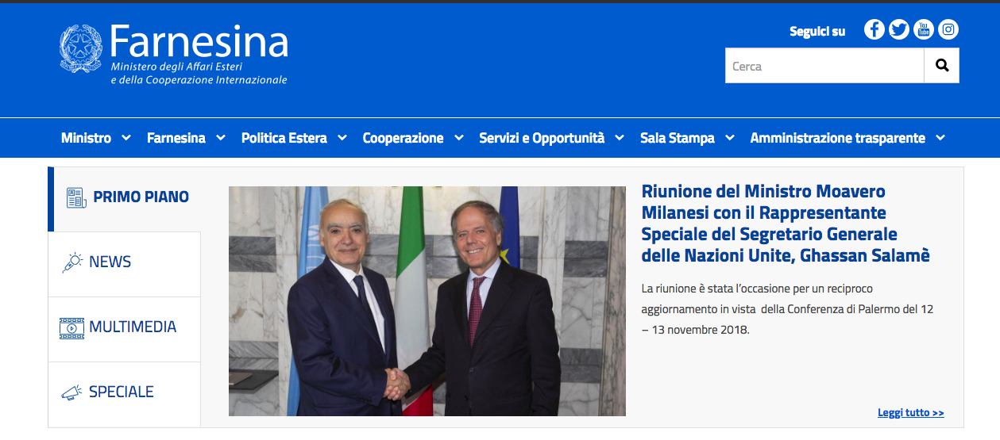 Farnesina
Ministero degli Affari Esteri
e della Cooperazione Internazionale
Seguici su
You
Tube
Cerca
Ministro
Farnesina
Politica Estera
Cooperazione
Servizi e Opportunità
Sala Stampa
Amministrazione trasparente
PRIMO PIANO
NEWS
MULTIMEDIA
SPECIALE
Riunione del Ministro Moavero
Milanesi con il Rappresentante
Speciale del Segretario Generale
delle Nazioni Unite, Ghassan Salamè
La riunione è stata l’occasione per un reciproco
aggiornamento in vista  della Conferenza di Palermo del 12
– 13 novembre 2018.
Leggi tutto >>